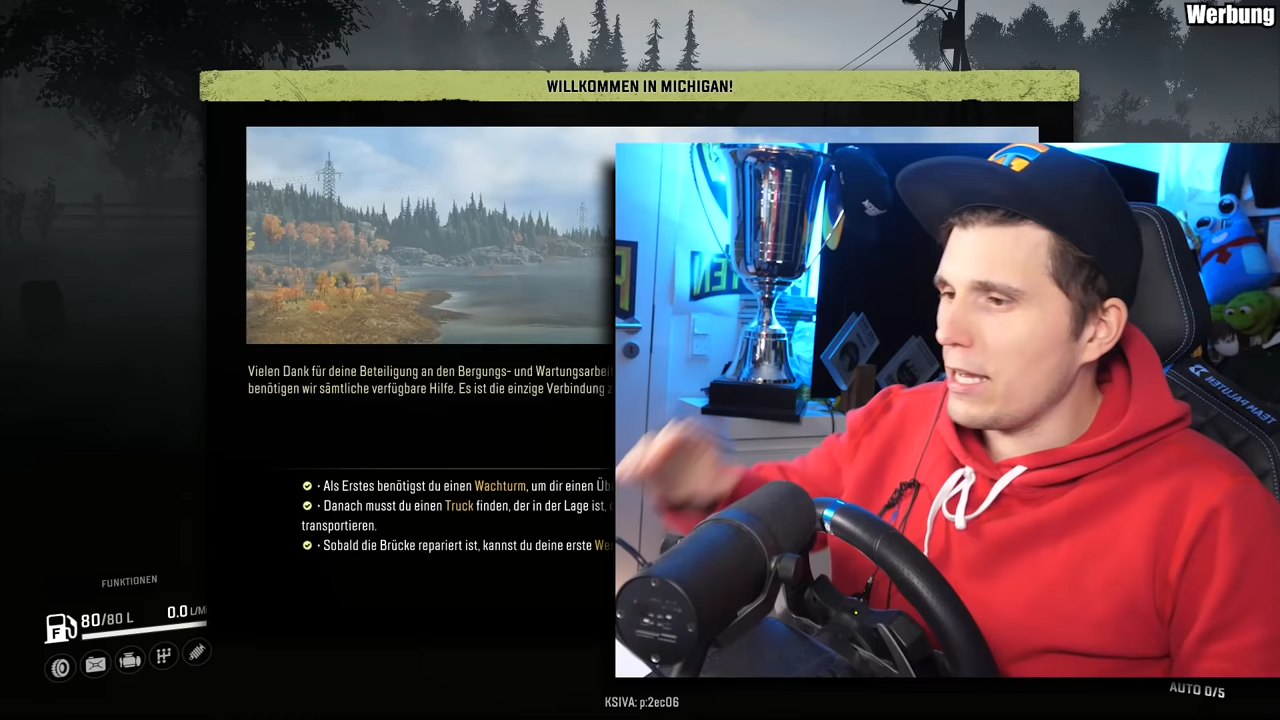 Werbung
WILLKOMMEN IN MICHIGAN!
Vielen Dank für deine Beteiligung an den Bergungs- und Wartungsarbei
benötigen wir sämtliche verfügbare Hilfe. Es ist die einzige Verbindung
· Als Erstes benötigst du einen Wachturm, um dir einen Üb
· Danach musst du einen Truck finden, der in der Lage ist,
transportieren.
· Sobald die Brücke repariert ist, kannst du deine erste We
FUNKTIONEN
80/80 L
0.0 L/Mi
F
TEAM PALUTEN
AUTO 0/5
KSIVA: p:2ec06